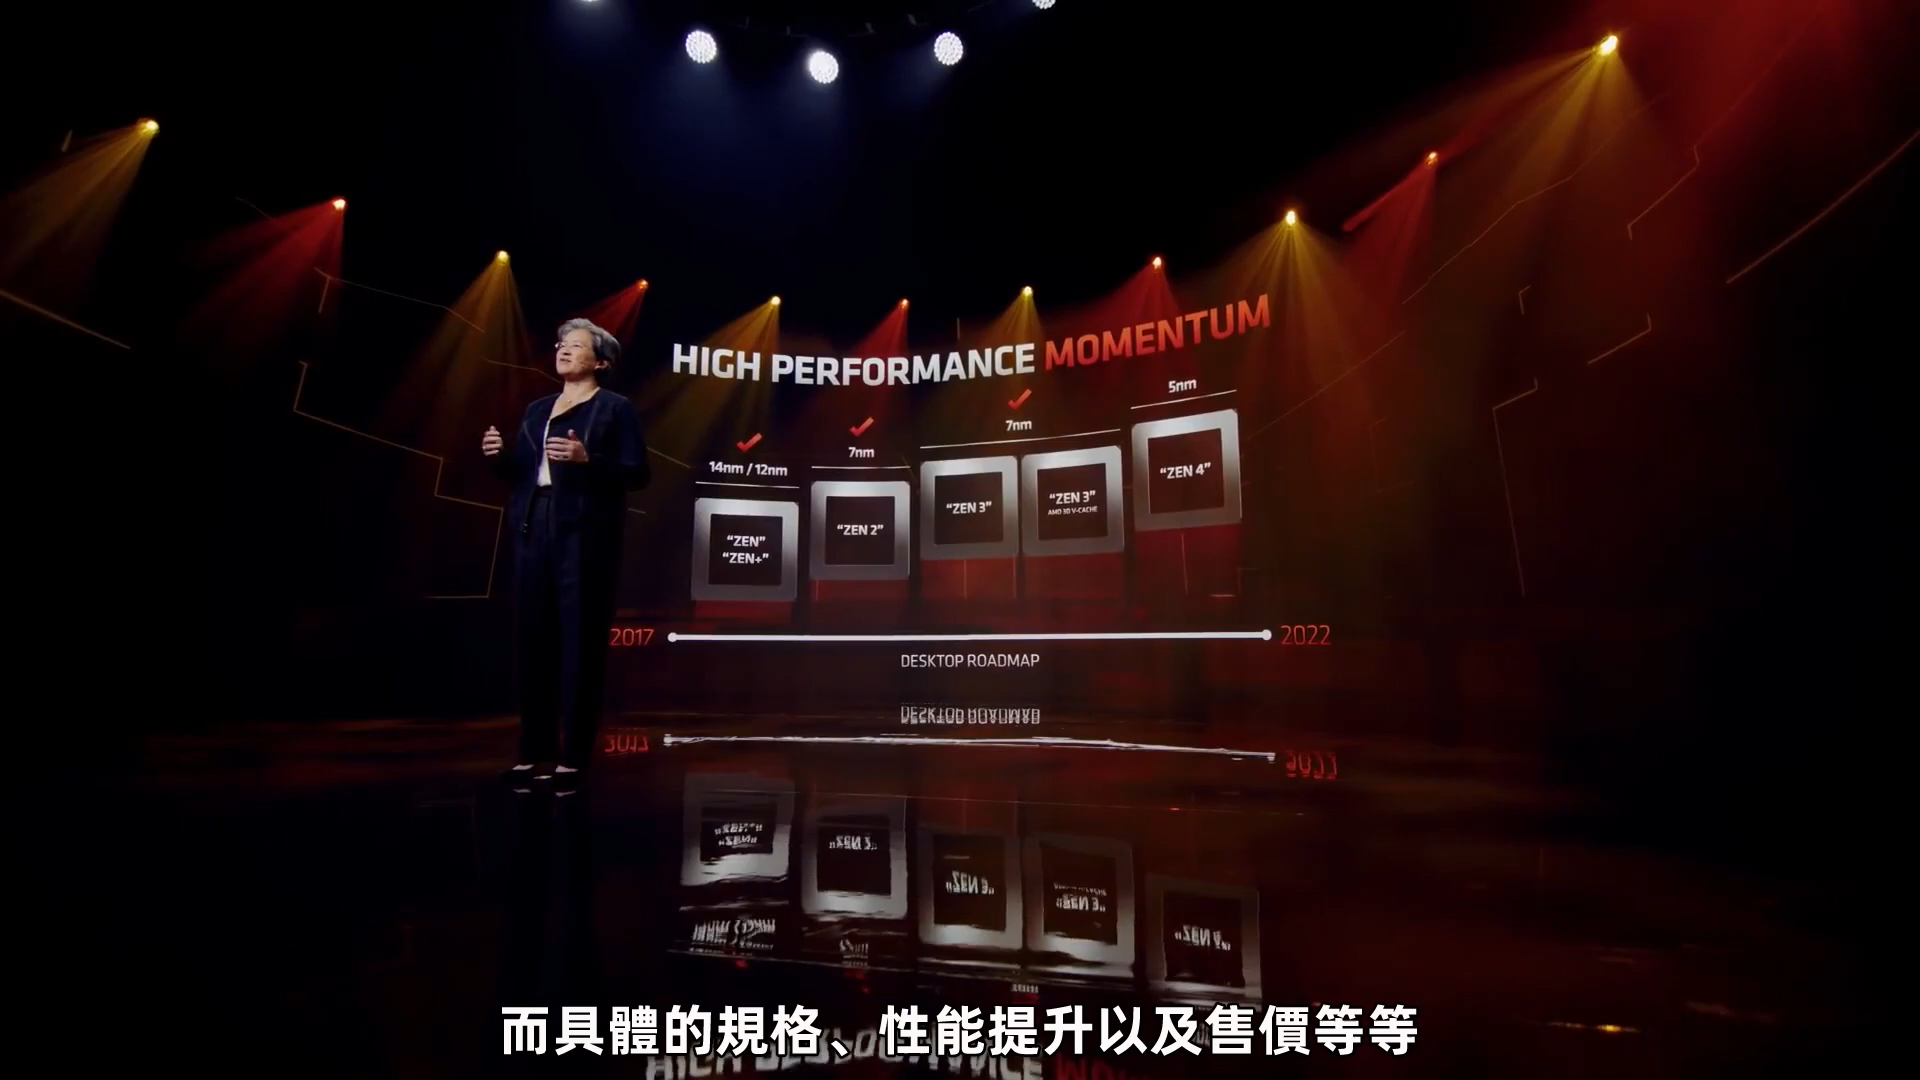 HIGH PERFORMANCE MOMENTUM
14nm / 12nm
"ZEN"
"ZEN+"
7nm
"ZEN 2"
7nm
"ZEN 3"
"ZEN 3"
AMD 3D V-CACHE
5nm
"ZEN 4"
2017
2022
DESKTOP ROADMAP
而具體的規格、性能提升以及售價等等